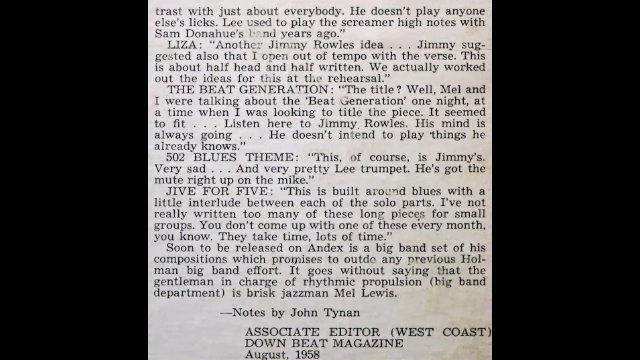 trast with just about everybody. He doesn't play anyone
else's licks. Lee used to play the screamer high notes with
Sam Donahue's band years ago."
LIZA: "Another Jimmy Rowles idea . . . Jimmy sug-
gested also that I open out of tempo with the verse. This
is about half head and half written. We actually worked
out the ideas for this at the rehearsal."
THE BEAT GENERATION: "The title? Well, Mel and
I were talking about the 'Beat Generation' one night, at
a time when I was looking to title the piece. It seemed
to fit . . . Listen here to Jimmy Rowles. His mind is
always going . . . He doesn't intend to play things he
already knows."
502 BLUES THEME: "This, of course, is Jimmy's.
Very sad . . . And very pretty Lee trumpet. He's got the
mute right up on the mike."
JIVE FOR FIVE: "This is built around blues with a
little interlude between each of the solo parts. I've not
really written too many of these long pieces for small
groups. You don't come up with one of these every month,
you know. They take time, lots of time."
Soon to be released on Andex is a big band set of his
compositions which promises to outdo any previous Hol-
man big band effort. It goes without saying that the
gentleman in charge of rhythmic propulsion (big band
department) is brisk jazzman Mel Lewis.
—Notes by John Tynan
ASSOCIATE EDITOR (WEST COAST)
DOWN BEAT MAGAZINE
August, 1958